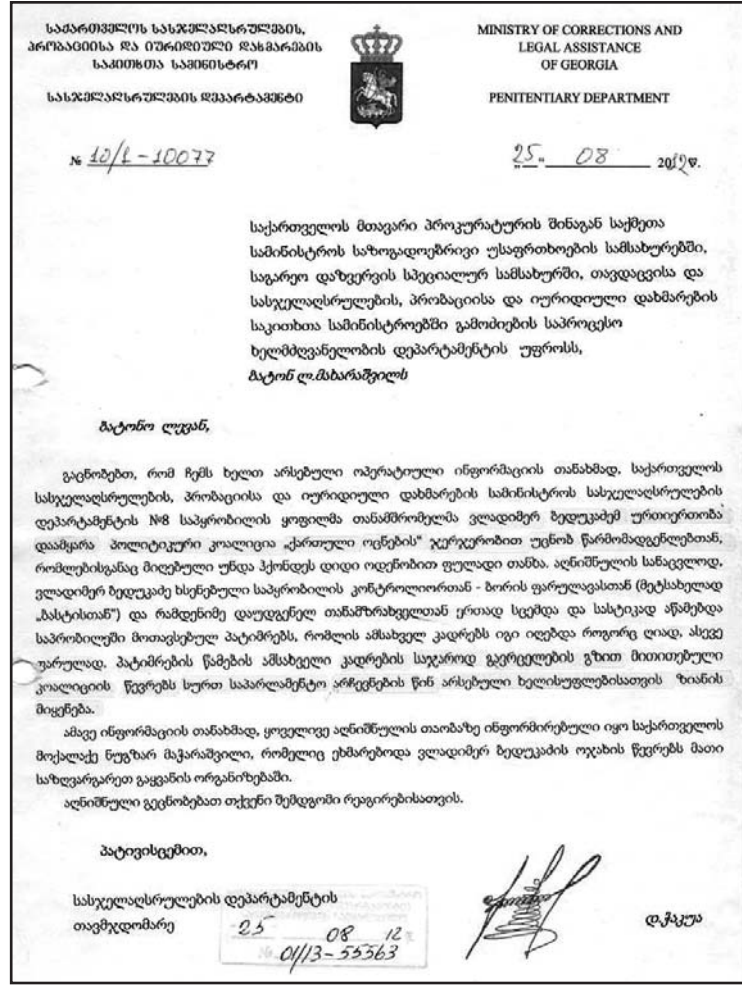 საქართველოს სასჯელაღსრულების,
პრობაციისა და იურიდიული დახმარების
საკითხთა სამინისტრო
სასჯელაღსრულების დეპარტამენტი
MINISTRY OF CORRECTIONS AND
LEGAL ASSISTANCE
OF GEORGIA
PENITENTIARY DEPARTMENT
№ 10/1-10077
25 " 08 2012წ.
საქართველოს მთავარი პროკურატურის შინაგან საქმეთა
სამინისტროს საზოგადოებრივი უსაფრთხოების სამსახურებში,
საგარეო დაზვერვის სპეციალურ სამსახურში, თავდაცვისა და
სასჯელაღსრულების, პრობაციისა და იურიდიული დახმარების
საკითხთა სამინისტროებში გამოძიების საპროცესო
ხელმძღვანელობის დეპარტამენტის უფროსს,
ბატონ ლ.მახარაშვილს
ბატონო ლევან,
გაცნობებთ, რომ ჩემს ხელთ არსებული ოპერატიული ინფორმაციის თანახმად, საქართველოს
სასჯელაღსრულების, პრობაციისა და იურიდიული დახმარების სამინისტროს სასჯელაღსრულების
დეპარტამენტის №8 საპყრობილის ყოფილმა თანამშრომელმა ვლადიმერ ბედუკაძემ ურთიერთობა
დაამყარა პოლიტიკური კოალიცია „ქართული ოცნების" ჯერჯერობით უცნობ წარმომადგენლებთან,
რომლებისგანაც მიღებული უნდა ჰქონდეს დიდი ოდენობით ფულადი თანხა. აღნიშნულის სანაცვლოდ,
ვლადიმერ ბედუკაძე ხსენებული საპყრობილის კონტროლიორთან - ბორის ფარულავასთან (მეტსახელად
„ბასტისთან") და რამდენიმე დაუდგენელ თანამზრახველთან ერთად სცემდა და სასტიკად აწამებდა
საპრობილეში მოთავსებულ პატიმრებს, რომლის ამსახველ კადრებს იგი იღებდა როგორც ღიად, ასევე
ფარულად. პატიმრების წამების ამსახველი კადრების საჯაროდ გავრცელების გზით მითითებული
კოალიციის წევრებს სურთ საპარლამენტო არჩევნების წინ არსებული ხელისუფლებისათვის ზიანის
მიყენება.
ამავე ინფორმაციის თანახმად, ყოველივე აღნიშნულის თაობაზე ინფორმირებული იყო საქართველოს
მოქალაქე ნუგზარ მაჭარაშვილი, რომელიც ეხმარებოდა ვლადიმერ ბედუკაძის ოჯახის წევრებს მათი
საზღვარგარეთ გაყვანის ორგანიზებაში.
აღნიშნული გეცნობებათ თქვენი შემდგომი რეაგირებისათვის.
პატივისცემით,
სასჯელაღსრულების დეპარტამენტის
თავმჯდომარე
დ.ჭაკუა
25 08 12
№ 01/13-55563